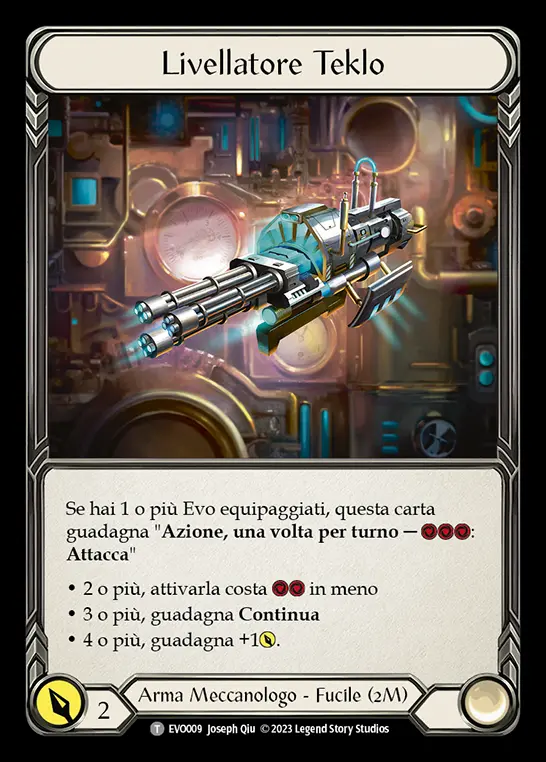 Livellatore Teklo
Se hai 1 o più Evo equipaggiati, questa carta
guadagna "Azione, una volta per turno — :
Attacca"
• 2 o più, attivarla costa in meno
• 3 o più, guadagna Continua
• 4 o più, guadagna +1.
2
Arma Meccanologo - Fucile (2M)
T EVO009 Joseph Qiu © 2023 Legend Story Studios